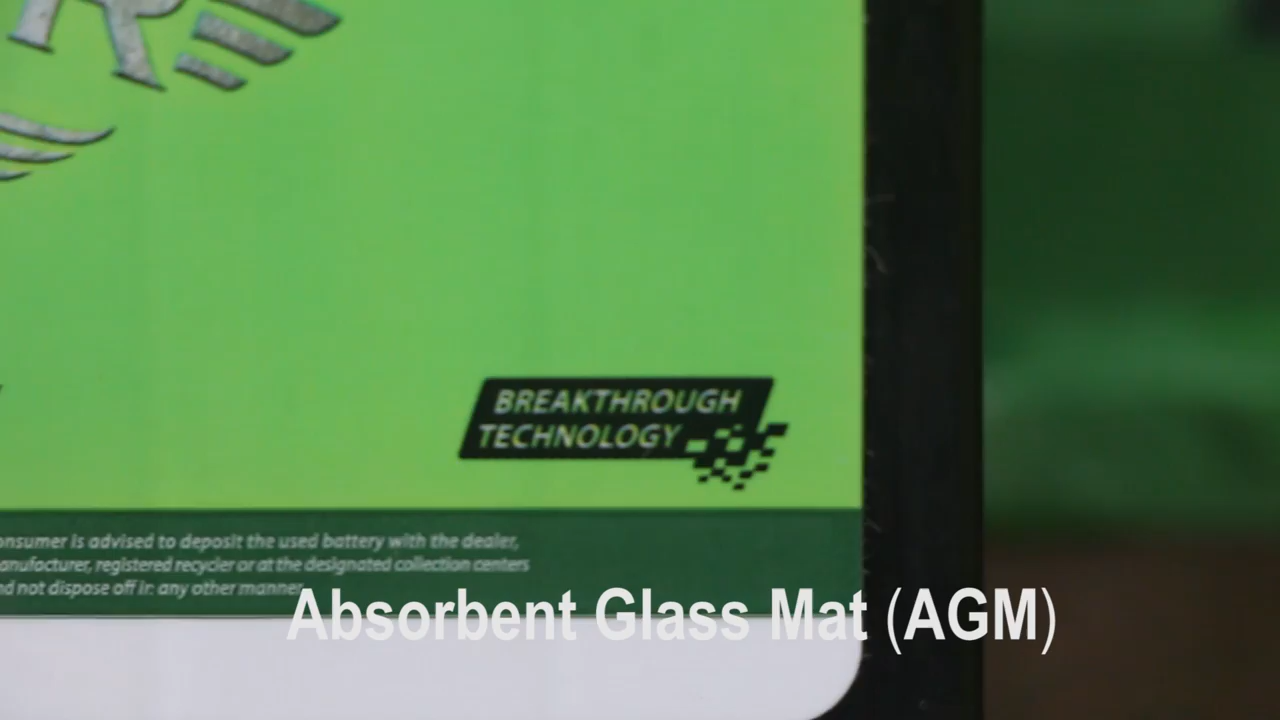 BREAKTHROUGH
TECHNOLOGY
onsumer is advised to deposit the used battery with the dealer,
anufacturer, registered recycler or at the designated collection centers
nd not dispose off in any other manner
Absorbent Glass Mat (AGM)